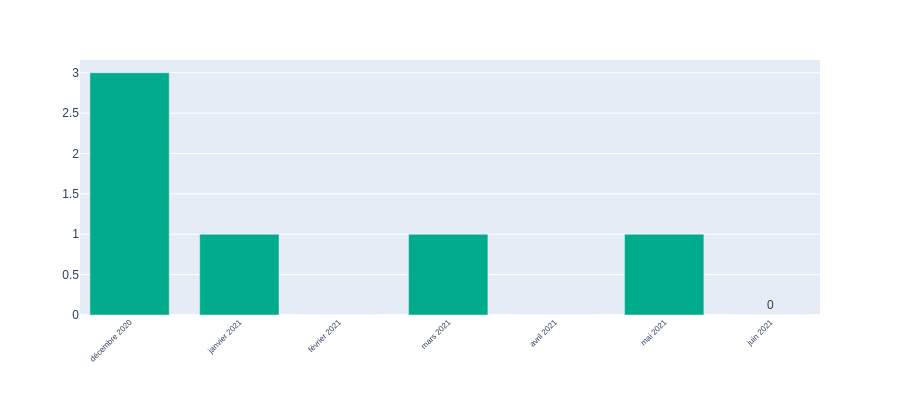 3
2.5
2
1.5
1
0.5
0
0
décembre 2020
janvier 2021
février 2021
mars 2021
avril 2021
mai 2021
juin 2021